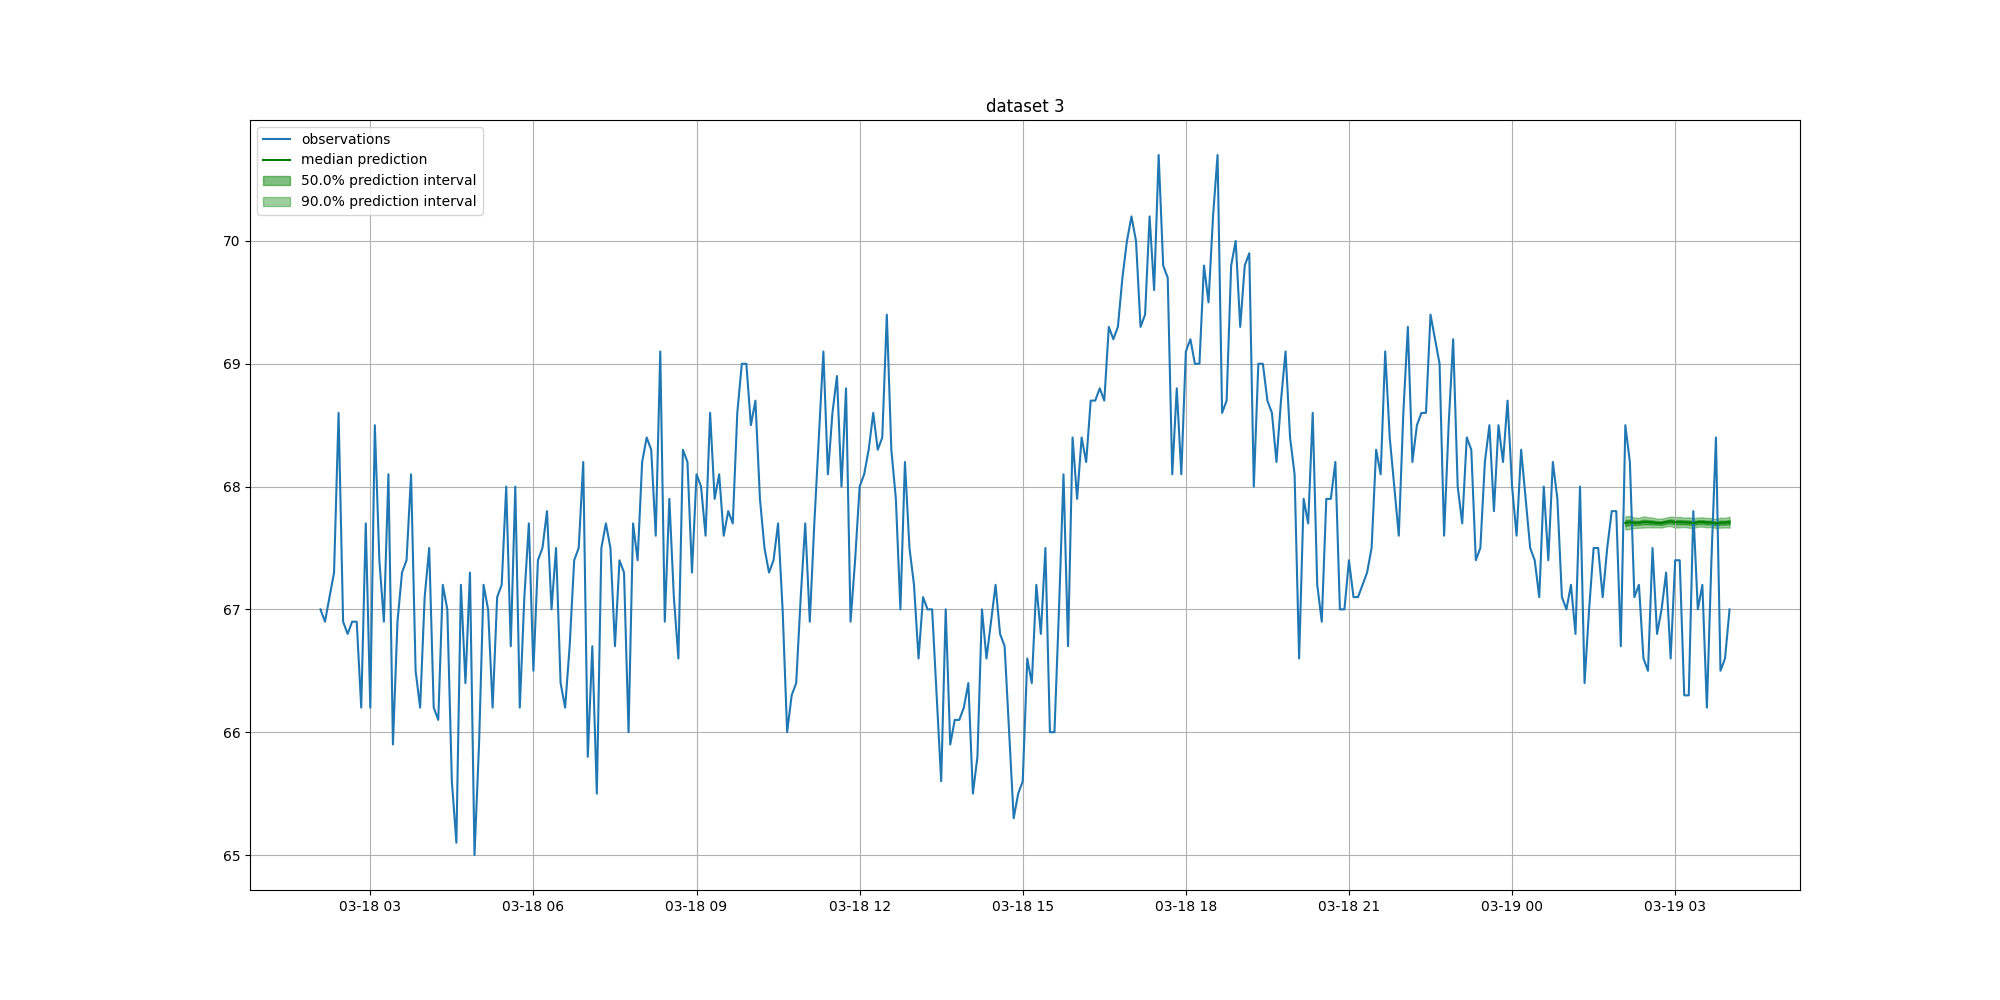 dataset 3
observations
median prediction
50.0% prediction interval
90.0% prediction interval
70
69
68
67
66
65
03-18 03 03-18 06 03-18 09 03-18 12 03-18 15 03-18 18 03-18 21 03-19 00 03-19 03